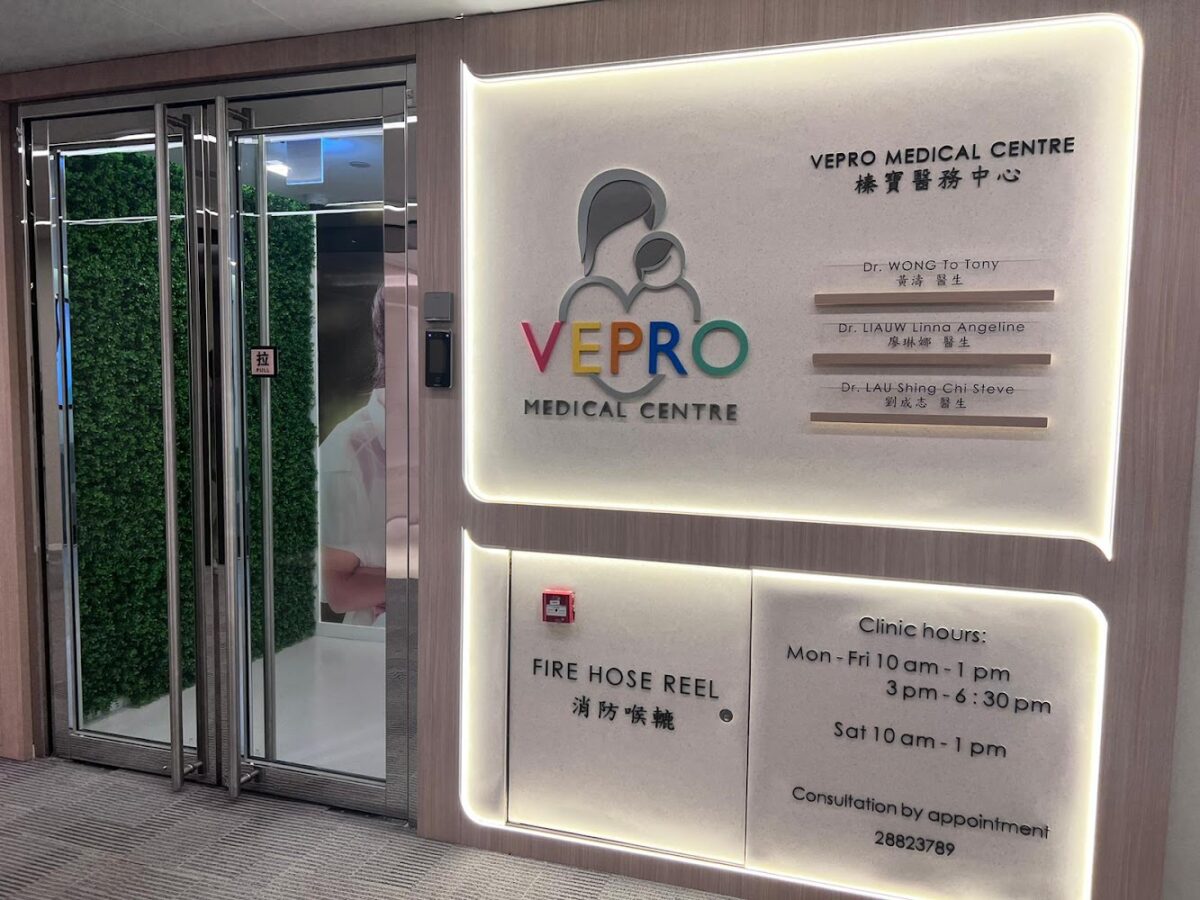 拉
PULL
VEPRO
MEDICAL CENTRE
VEPRO MEDICAL CENTRE
榛寶醫務中心
Dr. WONG To Tony
黃濤 醫生
Dr. LIAUW Linna Angeline
廖琳娜 醫生
Dr. LAU Shing Chi Steve
劉成志 醫生
FIRE HOSE REEL
消防喉轆
Clinic hours:
Mon - Fri 10 am - 1 pm
3 pm - 6 : 30 pm
Sat 10 am - 1 pm
Consultation by appointment
28823789